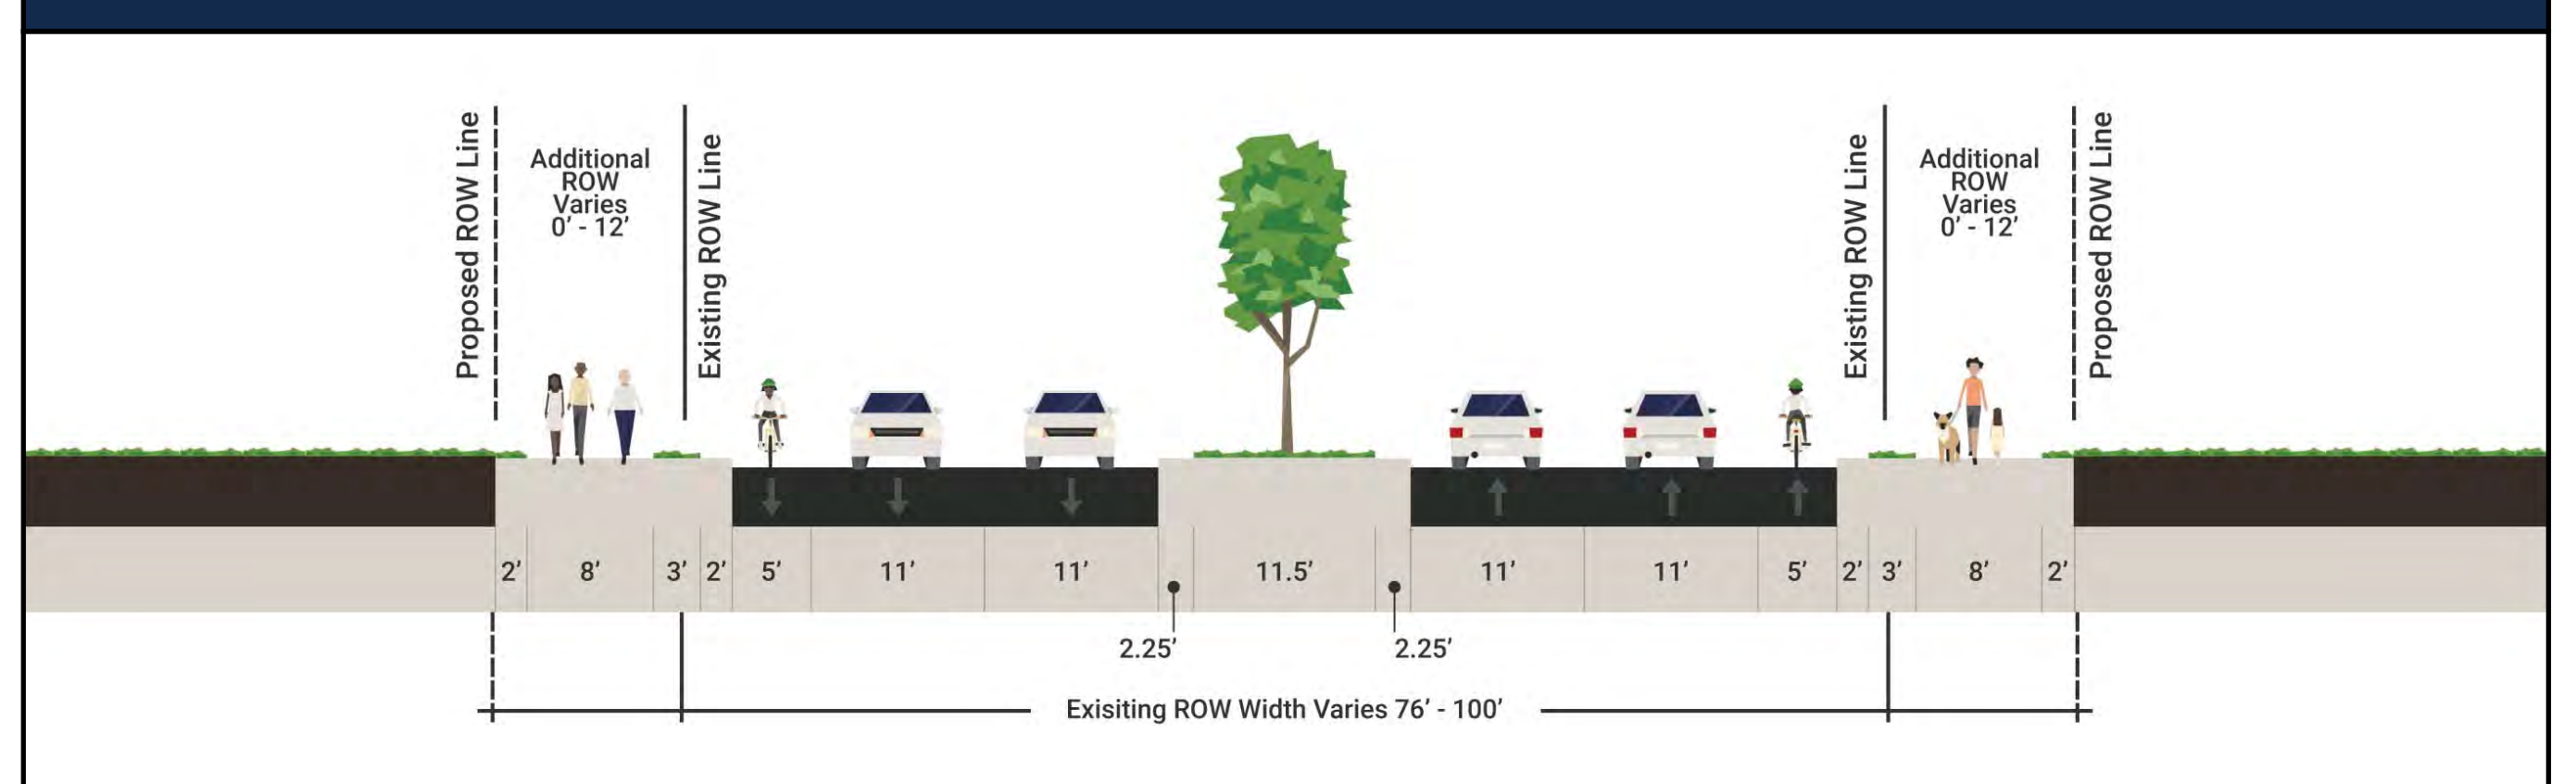 Proposed ROW Line
Additional
ROW
Varies
0’ - 12’
Existing ROW Line
Existing ROW Line
Additional
ROW
Varies
0’ - 12’
Proposed ROW Line
2’ 8’ 3’ 2’ 5’ 11’ 11’ 11.5’ 11’ 11’ 5’ 2’ 3’ 8’ 2’
2.25’ 2.25’
Exisiting ROW Width Varies 76’ - 100’